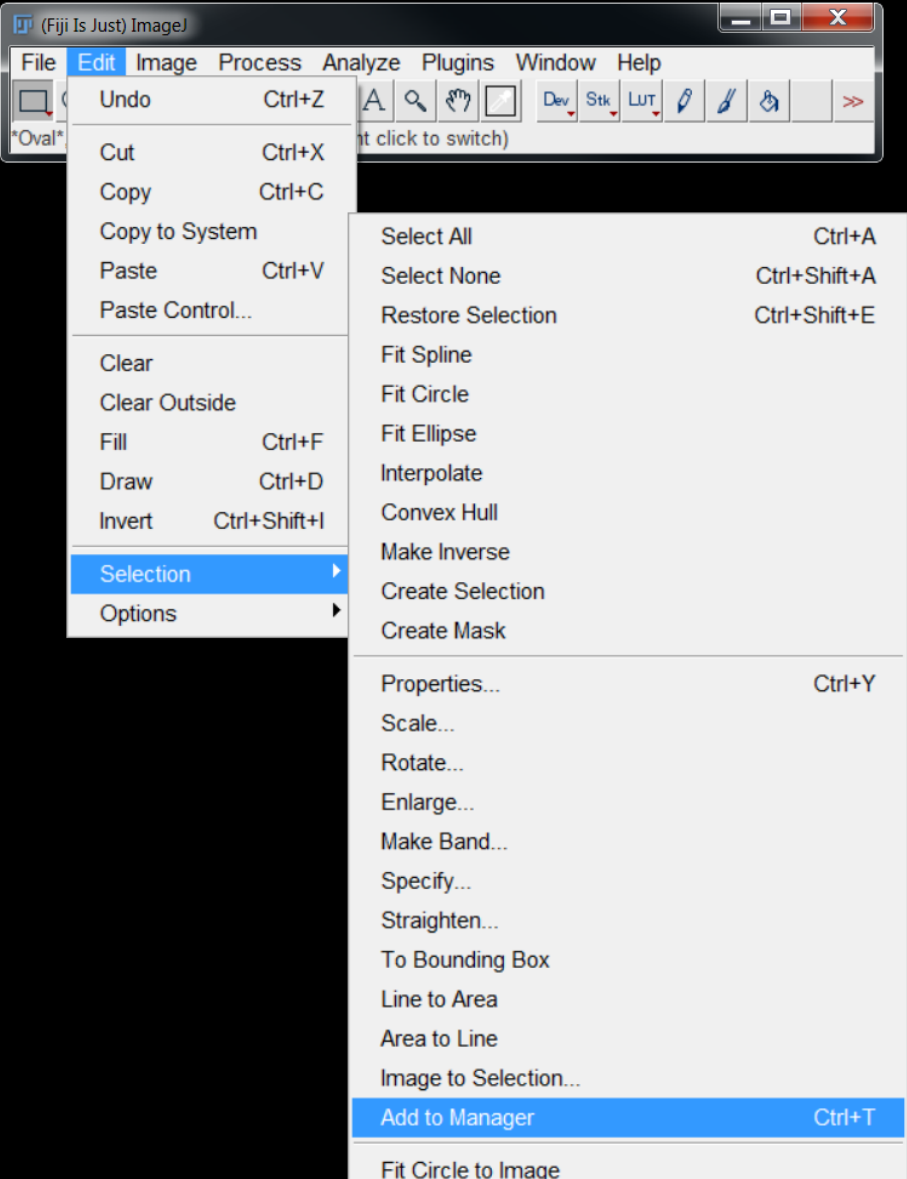 (Fiji Is Just) ImageJ
File Edit Image Process Analyze Plugins Window Help
A Dev Stk LUT >>
*Oval* nt click to switch)
Undo Ctrl+Z
Cut Ctrl+X
Copy Ctrl+C
Copy to System
Paste Ctrl+V
Paste Control...
Clear
Clear Outside
Fill Ctrl+F
Draw Ctrl+D
Invert Ctrl+Shift+I
Selection
Options
Select All Ctrl+A
Select None Ctrl+Shift+A
Restore Selection Ctrl+Shift+E
Fit Spline
Fit Circle
Fit Ellipse
Interpolate
Convex Hull
Make Inverse
Create Selection
Create Mask
Properties... Ctrl+Y
Scale...
Rotate...
Enlarge...
Make Band...
Specify...
Straighten...
To Bounding Box
Line to Area
Area to Line
Image to Selection...
Add to Manager Ctrl+T
Fit Circle to Image